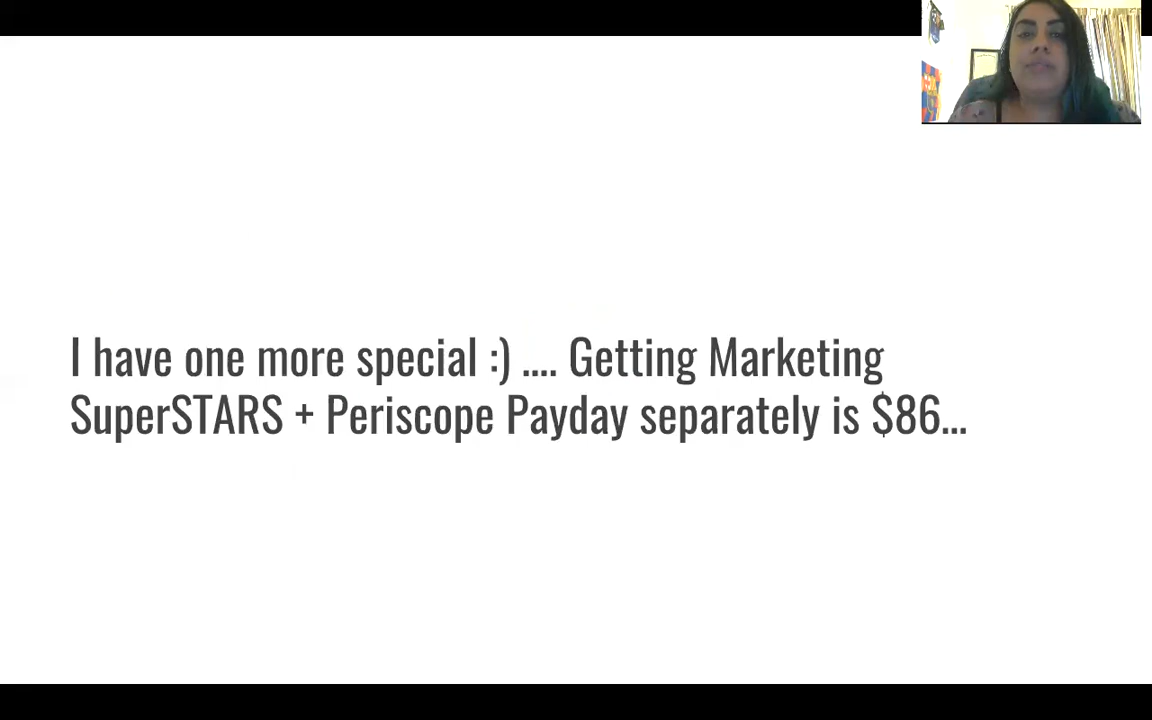 I have one more special :) .... Getting Marketing
SuperSTARS + Periscope Payday separately is $86...